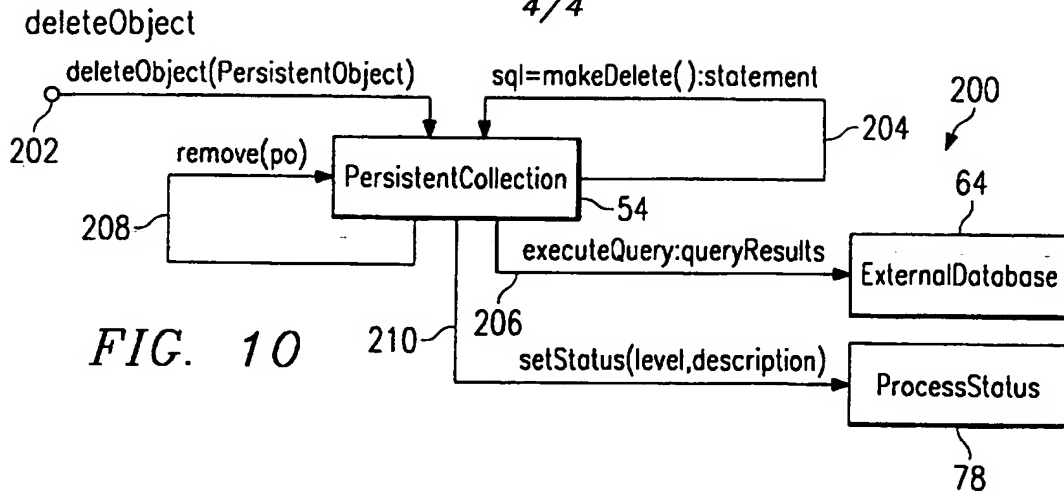 4/4
deleteObject
deleteObject(PersistentObject)
sql=makeDelete():statement
200
202
204
remove(po)
PersistentCollection
54
64
208
executeQuery:queryResults
ExternalDatabase
206
FIG. 10
210
setStatus(level,description)
ProcessStatus
78